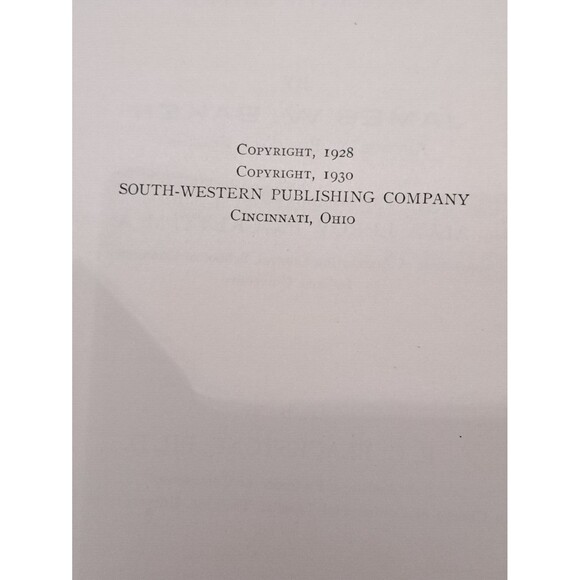 Copyright, 1928
Copyright, 1930
SOUTH-WESTERN PUBLISHING COMPANY
Cincinnati, Ohio